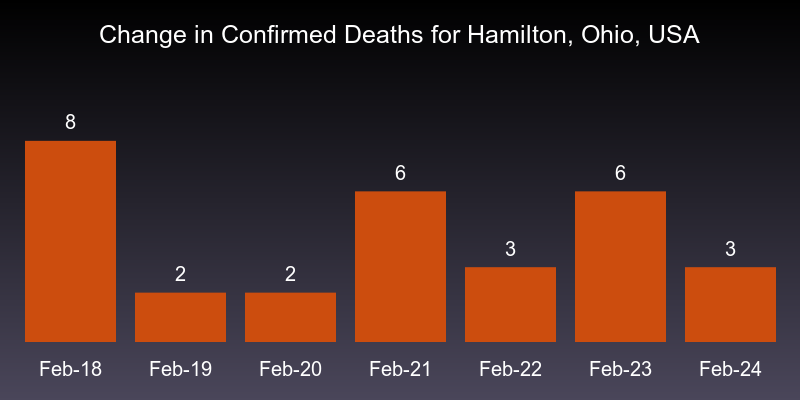 Change in Confirmed Deaths for Hamilton, Ohio, USA
8
2
2
6
3
6
3
Feb-18
Feb-19
Feb-20
Feb-21
Feb-22
Feb-23
Feb-24